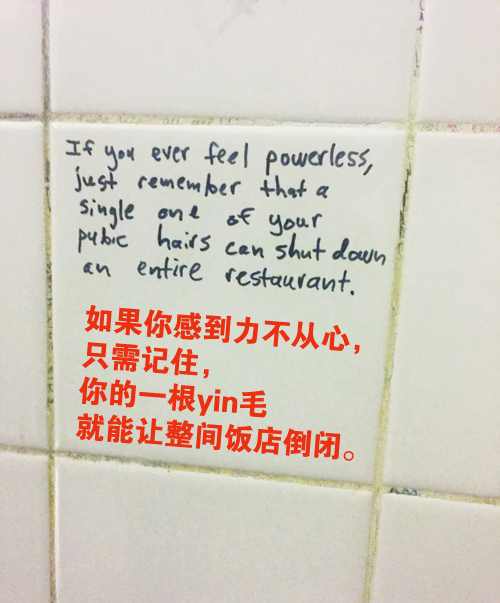 If you ever feel powerless,
just remember that a
single one of your
pubic hairs can shut down
an entire restaurant.
如果你感到力不从心，
只需记住，
你的一根yin毛
就能让整间饭店倒闭。